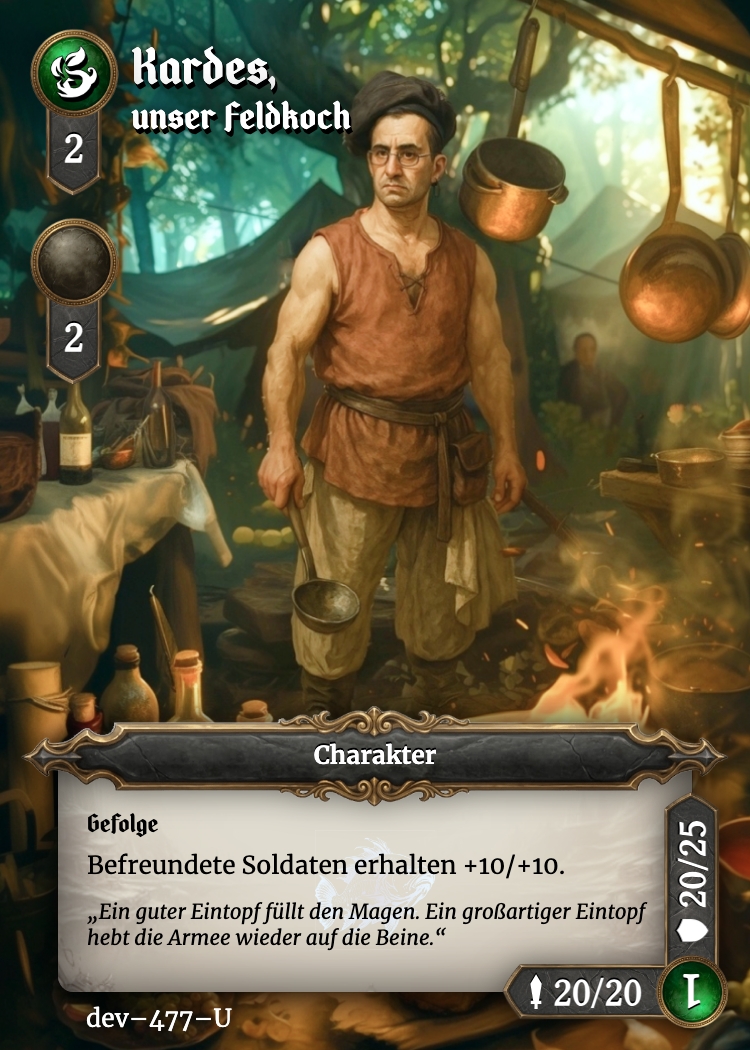 Kardes,
unser Feldkoch
2
2
Charakter
Gefolge
Befreundete Soldaten erhalten +10/+10.
„Ein guter Eintopf füllt den Magen. Ein großartiger Eintopf
hebt die Armee wieder auf die Beine.“
20/25
20/20
1
dev–477–U